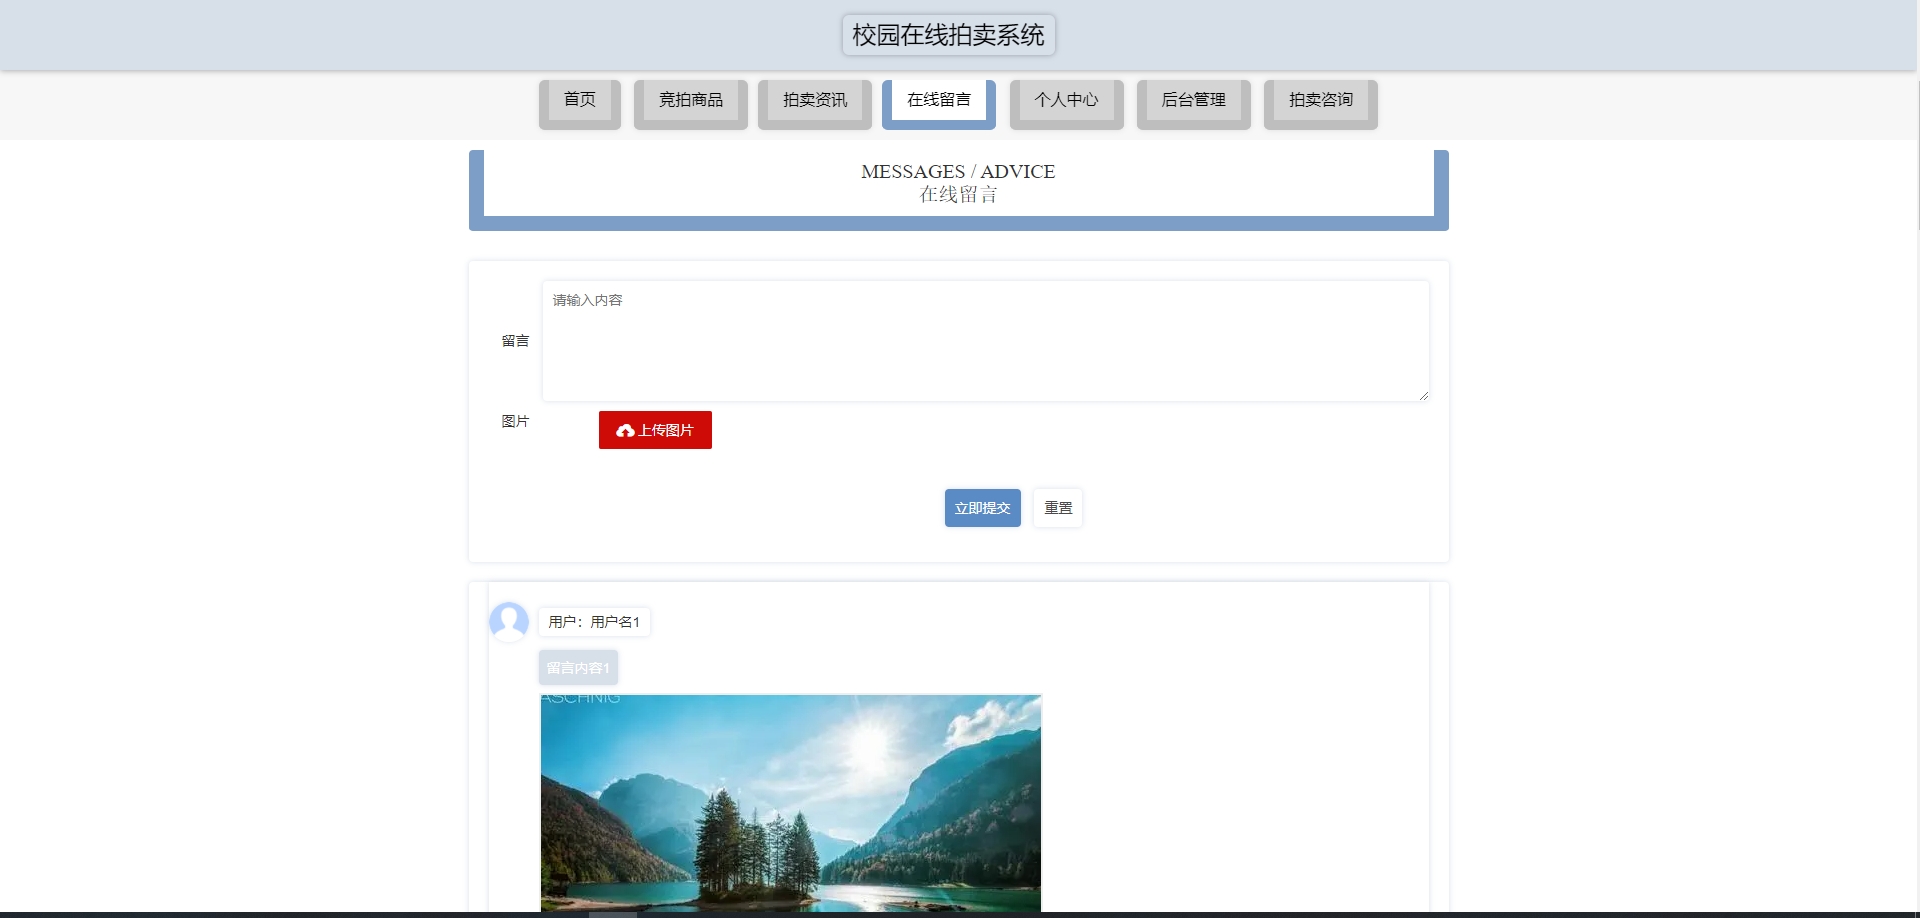 校园在线拍卖系统
首页 竞拍商品 拍卖资讯 在线留言 个人中心 后台管理 拍卖咨询
MESSAGES / ADVICE
在线留言
请输入内容
留言
图片
上传图片
立即提交 重置
用户：用户名1
留言内容1
ASCHNIG